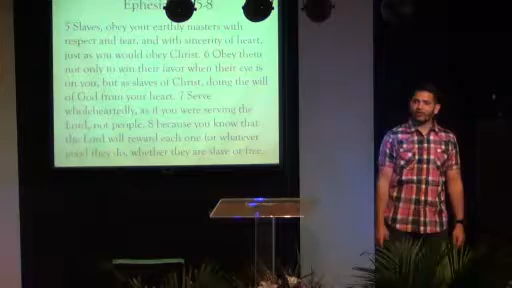 5-8
5 Slaves, obey your earthly masters with
respect and fear, and with sincerity of heart,
just as you would obey Christ. 6 Obey them
not only to win their favor when their eye is
on you, but as slaves of Christ, doing the will
of God from your heart. 7 Serve
wholeheartedly, as if you were serving the
Lord, not people, 8 because you know that
the Lord will reward each one for whatever
good they do, whether they are slave or free.